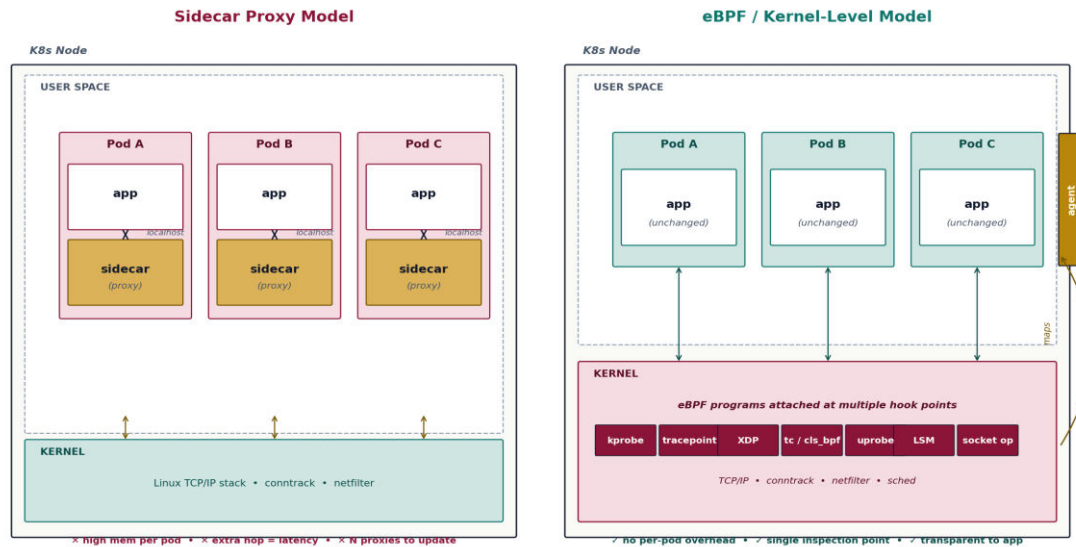 Sidecar Proxy Model
K8s Node
USER SPACE
Pod A
Pod B
Pod C
app
app
app
localhost
localhost
localhost
sidecar
(proxy)
sidecar
(proxy)
sidecar
(proxy)
KERNEL
Linux TCP/IP stack • conntrack • netfilter
× high mem per pod • × extra hop = latency • × N proxies to update
eBPF / Kernel-Level Model
K8s Node
USER SPACE
Pod A
Pod B
Pod C
app
(unchanged)
app
(unchanged)
app
(unchanged)
agent
maps
KERNEL
eBPF programs attached at multiple hook points
kprobe
tracepoint
XDP
tc / cls_bpf
uprobe
LSM
socket op
TCP/IP • conntrack • netfilter • sched
✓ no per-pod overhead • ✓ single inspection point • ✓ transparent to app